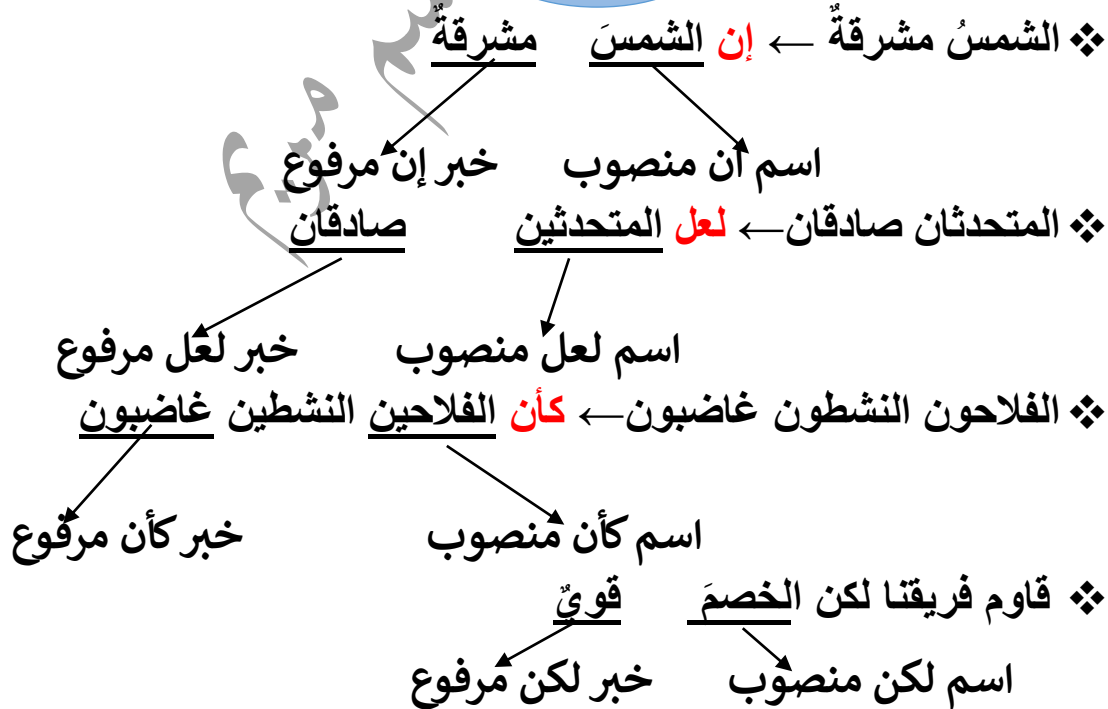 ❖ الشمسُ مشرقةٌ ← إن الشمسَ مشرقةٌ
اسم ان منصوب خبر إن مرفوع
❖ المتحدثان صادقان← لعل المتحدثين صادقان
اسم لعل منصوب خبر لعل مرفوع
❖ الفلاحون النشطون غاضبون← كأن الفلاحين النشطين غاضبون
اسم كأن منصوب خبر كأن مرفوع
❖ قاوم فريقنا لكن الخصمَ قويٌ
اسم لكن منصوب خبر لكن مرفوع